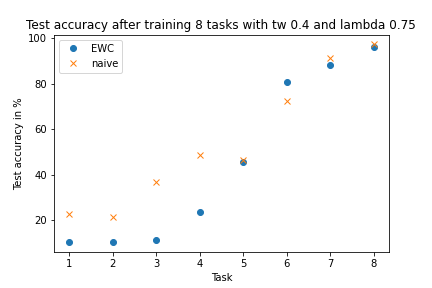 Test accuracy after training 8 tasks with tw 0.4 and lambda 0.75
100
80
60
40
20
Test accuracy in %
EWC
naive
1 2 3 4 5 6 7 8
Task